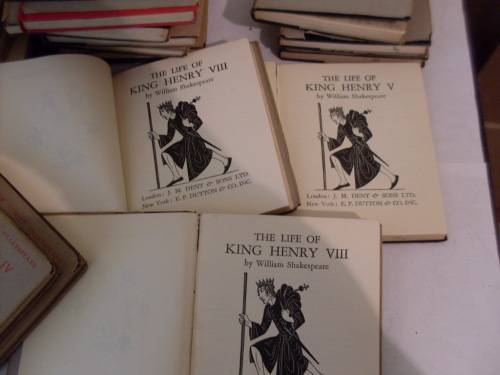 THE LIFE OF
KING HENRY VIII
by William Shakespeare
London: J. M. DENT & SONS LTD.
New York: E. P. DUTTON & CO. INC.
THE LIFE OF
KING HENRY V
by William Shakespeare
London: J. M. DENT & SONS LTD.
New York: E. P. DUTTON & CO. INC.
THE LIFE OF
KING HENRY VIII
by William Shakespeare